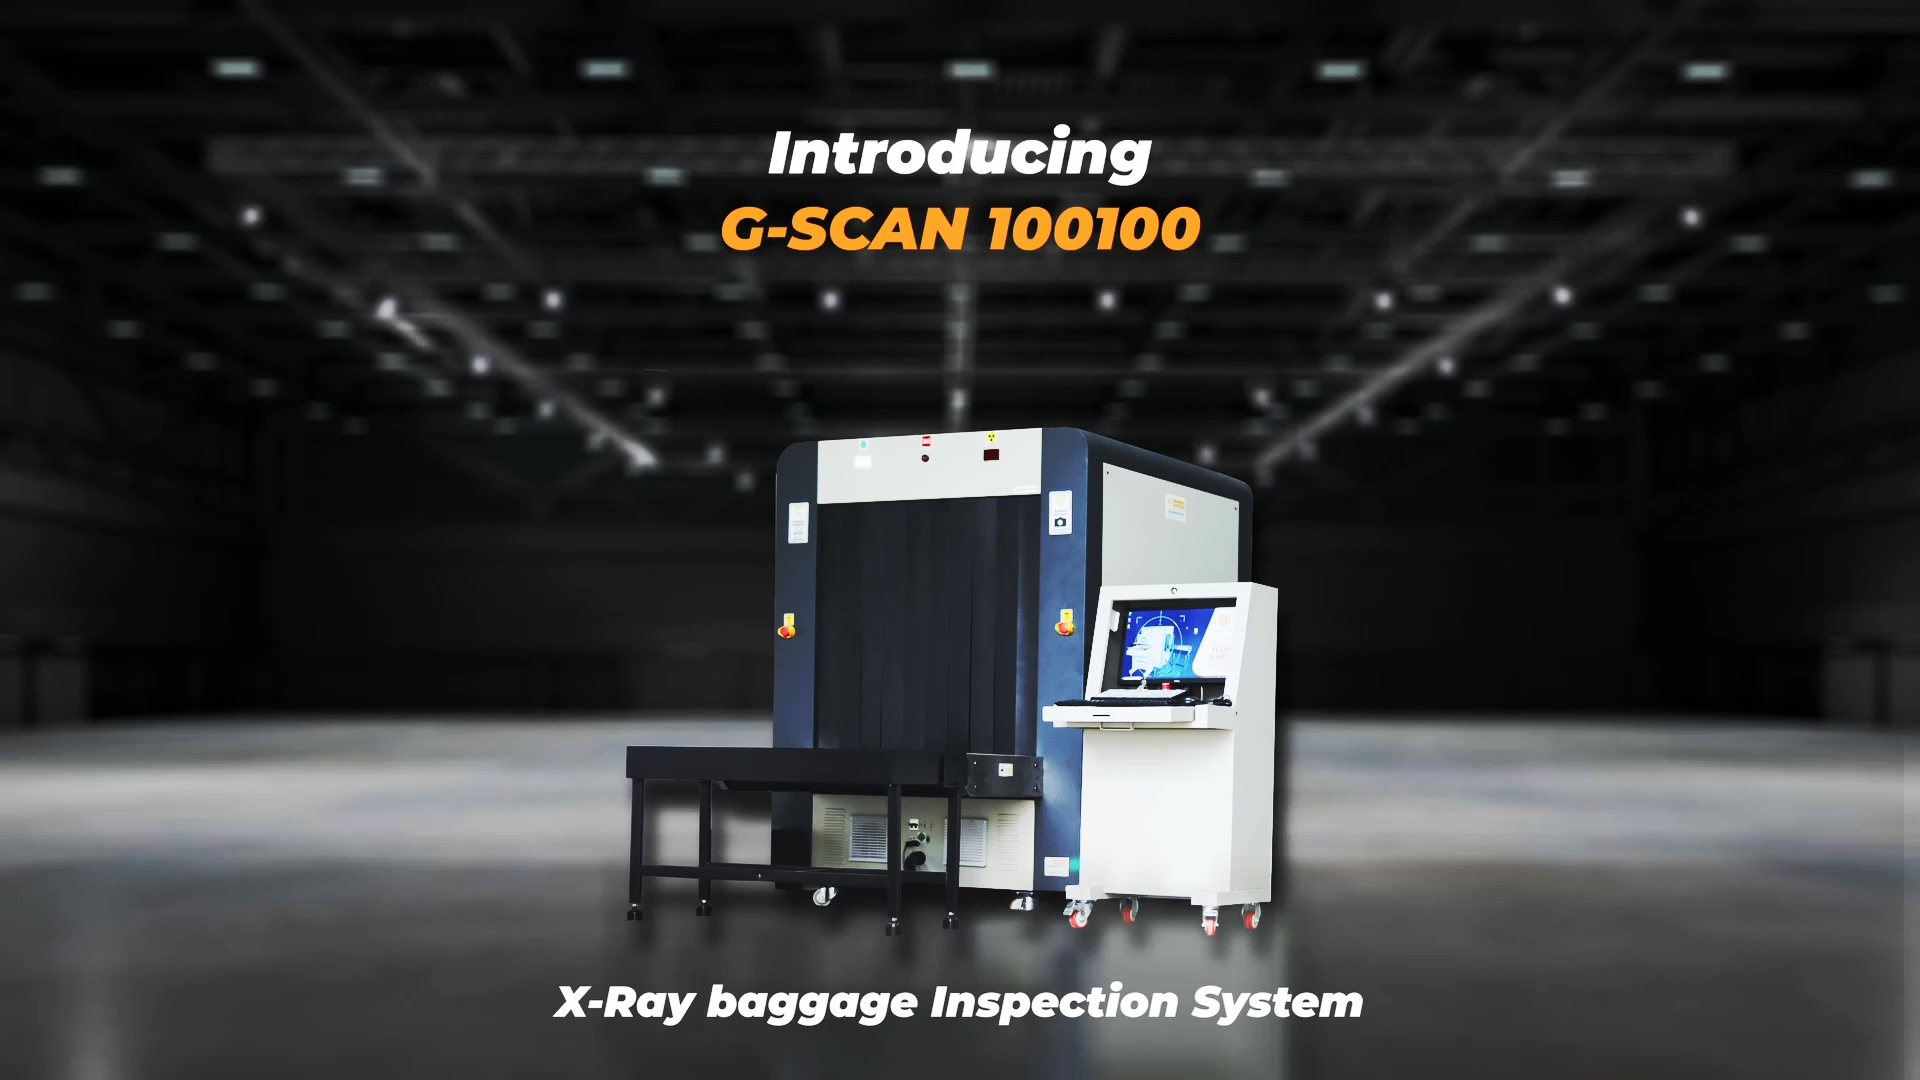 Introducing
G-SCAN 100100
X-Ray baggage Inspection System